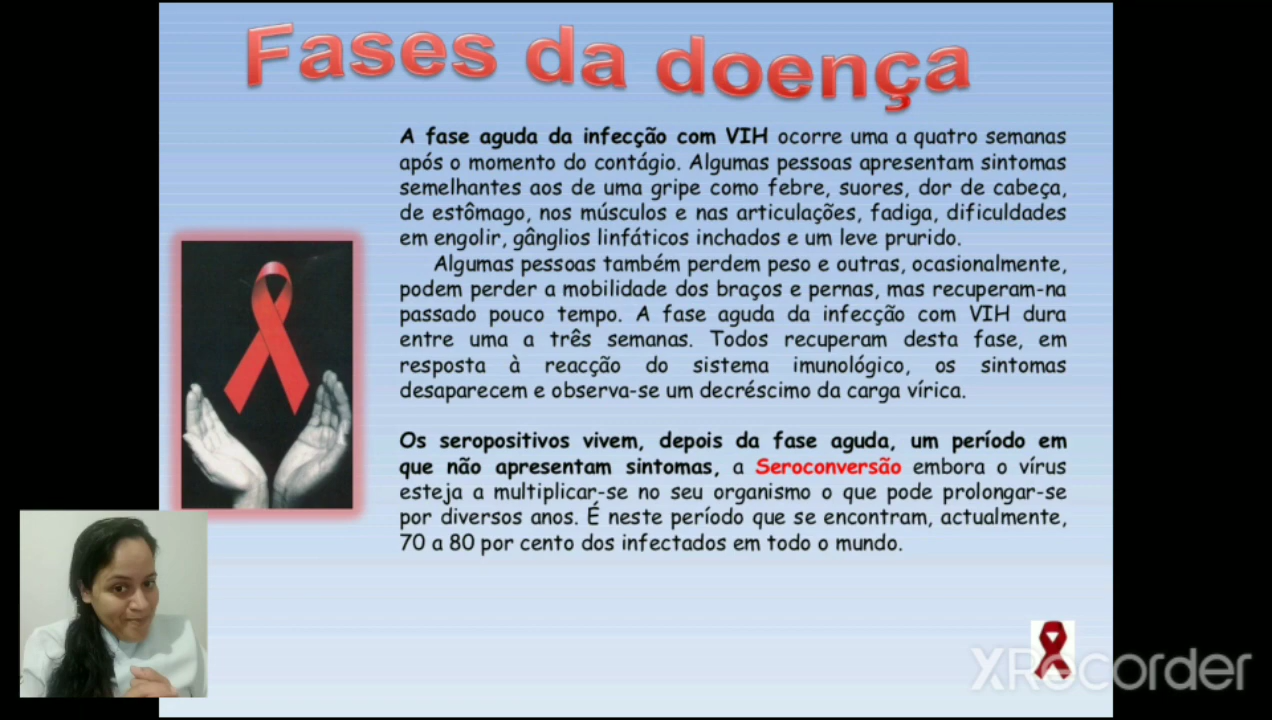 Fases da doença
A fase aguda da infecção com VIH ocorre uma a quatro semanas
após o momento do contágio. Algumas pessoas apresentam sintomas
semelhantes aos de uma gripe como febre, suores, dor de cabeça,
de estômago, nos músculos e nas articulações, fadiga, dificuldades
em engolir, gânglios linfáticos inchados e um leve prurido.
Algumas pessoas também perdem peso e outras, ocasionalmente,
podem perder a mobilidade dos braços e pernas, mas recuperam-na
passado pouco tempo. A fase aguda da infecção com VIH dura
entre uma a três semanas. Todos recuperam desta fase, em
resposta à reacção do sistema imunológico, os sintomas
desaparecem e observa-se um decréscimo da carga vírica.
Os seropositivos vivem, depois da fase aguda, um período em
que não apresentam sintomas, a Seroconversão embora o vírus
esteja a multiplicar-se no seu organismo o que pode prolongar-se
por diversos anos. É neste período que se encontram, actualmente,
70 a 80 por cento dos infectados em todo o mundo.
XRecorder